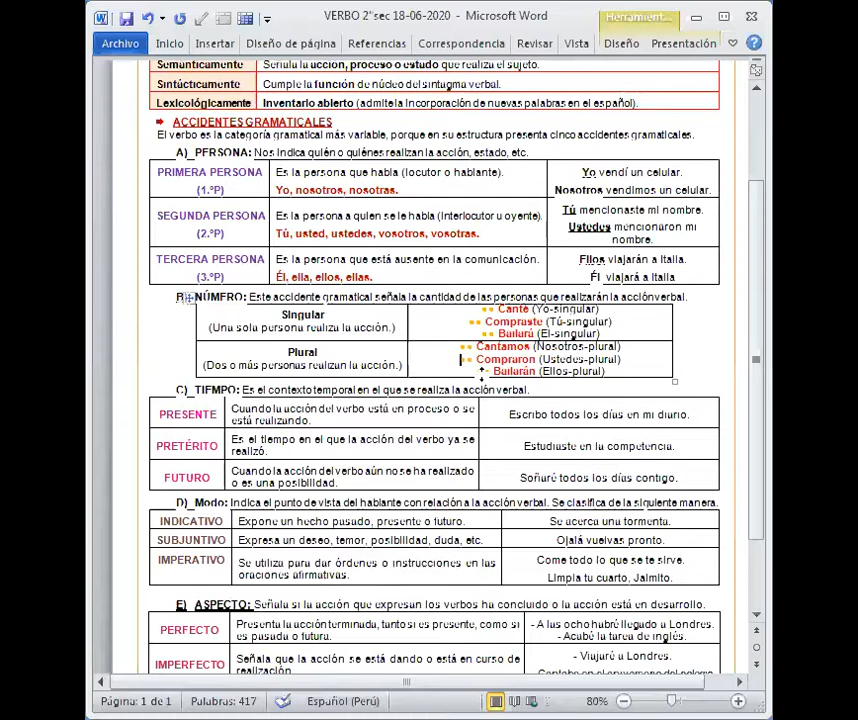 VERBO 2°sec 18-06-2020 - Microsoft Word
Herramient...
Archivo Inicio Insertar Diseño de página Referencias Correspondencia Revisar Vista Diseño Presentación
Semánticamente Señala la acción, proceso o estado que realiza el sujeto.
Sintácticamente Cumple la función de núcleo del sintagma verbal.
Lexicológicamente Inventario abierto (admite la incorporación de nuevas palabras en el español).
ACCIDENTES GRAMATICALES
El verbo es la categoría gramatical más variable, porque en su estructura presenta cinco accidentes gramaticales.
A) PERSONA: Nos indica quién o quiénes realizan la acción, estado, etc.
PRIMERA PERSONA Es la persona que habla (locutor o hablante). Yo vendí un celular.
(1.ºP) Yo, nosotros, nosotras. Nosotros vendimos un celular.
SEGUNDA PERSONA Es la persona a quien se le habla (interlocutor u oyente). Tú mencionaste mi nombre.
(2.ºP) Tú, usted, ustedes, vosotros, vosotras. Ustedes mencionaron mi
nombre.
TERCERA PERSONA Es la persona que está ausente en la comunicación. Ellos viajarán a Italia.
(3.ºP) Él, ella, ellos, ellas. Él viajará a Italia
B) NÚMERO: Este accidente gramatical señala la cantidad de las personas que realizarán la acción verbal.
Singular Canté (Yo-singular)
(Una sola persona realiza la acción.) Compraste (Tú-singular)
Bailará (El-singular)
Plural Cantamos (Nosotros-plural)
(Dos o más personas realizan la acción.) Compraron (Ustedes-plural)
Bailarán (Ellos-plural)
C) TIEMPO: Es el contexto temporal en el que se realiza la acción verbal.
PRESENTE Cuando la acción del verbo está en proceso o se Escribo todos los días en mi diario.
está realizando.
PRETÉRITO Es el tiempo en el que la acción del verbo ya se Estudiaste en la competencia.
realizó.
FUTURO Cuando la acción del verbo aún no se ha realizado Soñaré todos los días contigo.
o es una posibilidad.
D) Modo: Indica el punto de vista del hablante con relación a la acción verbal. Se clasifica de la siguiente manera.
INDICATIVO Expone un hecho pasado, presente o futuro. Se acerca una tormenta.
SUBJUNTIVO Expresa un deseo, temor, posibilidad, duda, etc. Ojalá vuelvas pronto.
IMPERATIVO Se utiliza para dar órdenes o instrucciones en las Come todo lo que se te sirve.
oraciones afirmativas. Limpia tu cuarto, Jaimito.
E) ASPECTO: Señala si la acción que expresan los verbos ha concluido o la acción está en desarrollo.
PERFECTO Presenta la acción terminada, tanto si es presente, como si - A las ocho habré llegado a Londres.
es pasada o futura. - Acabé la tarea de inglés.
IMPERFECTO Señala que la acción se está dando o está en curso de - Viajaré a Londres.
realización.
Página: 1 de 1 Palabras: 417 Español (Perú) 80%